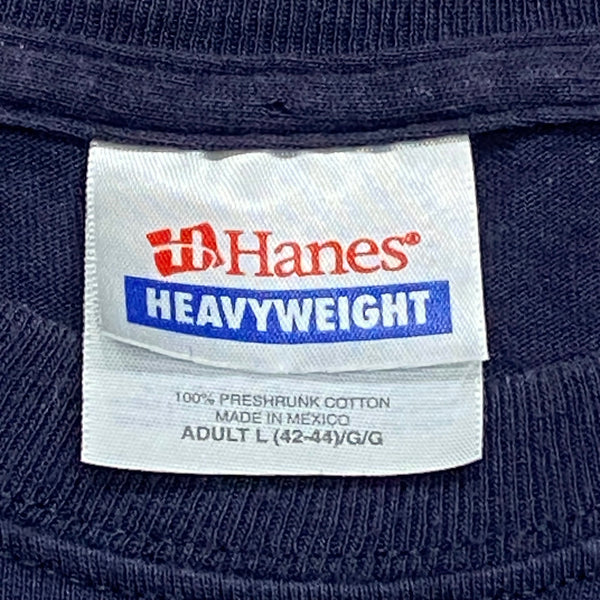 Hanes®
HEAVYWEIGHT
100% PRESHRUNK COTTON
MADE IN MEXICO
ADULT L (42-44)/G/G